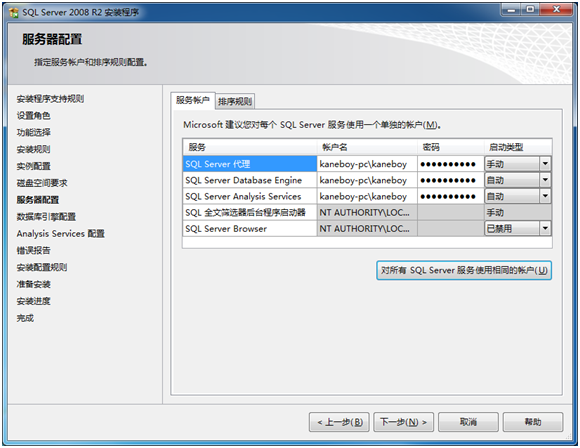 SQL Server 2008 R2 安装程序
服务器配置
指定服务帐户和排序规则配置。
安装程序支持规则
设置角色
功能选择
安装规则
实例配置
磁盘空间要求
服务器配置
数据库引擎配置
Analysis Services 配置
错误报告
安装配置规则
准备安装
安装进度
完成
服务帐户 排序规则
Microsoft 建议您对每个 SQL Server 服务使用一个单独的帐户(M)。
服务 帐户名 密码 启动类型
SQL Server 代理 kaneboy-pc\kaneboy ●●●●●●●●●● 手动
SQL Server Database Engine kaneboy-pc\kaneboy ●●●●●●●●●● 自动
SQL Server Analysis Services kaneboy-pc\kaneboy ●●●●●●●●●● 自动
SQL 全文筛选器后台程序启动器 NT AUTHORITY\LOC... 手动
SQL Server Browser NT AUTHORITY\LOC... 已禁用
对所有 SQL Server 服务使用相同的帐户(U)
< 上一步(B) 下一步(N) > 取消 帮助